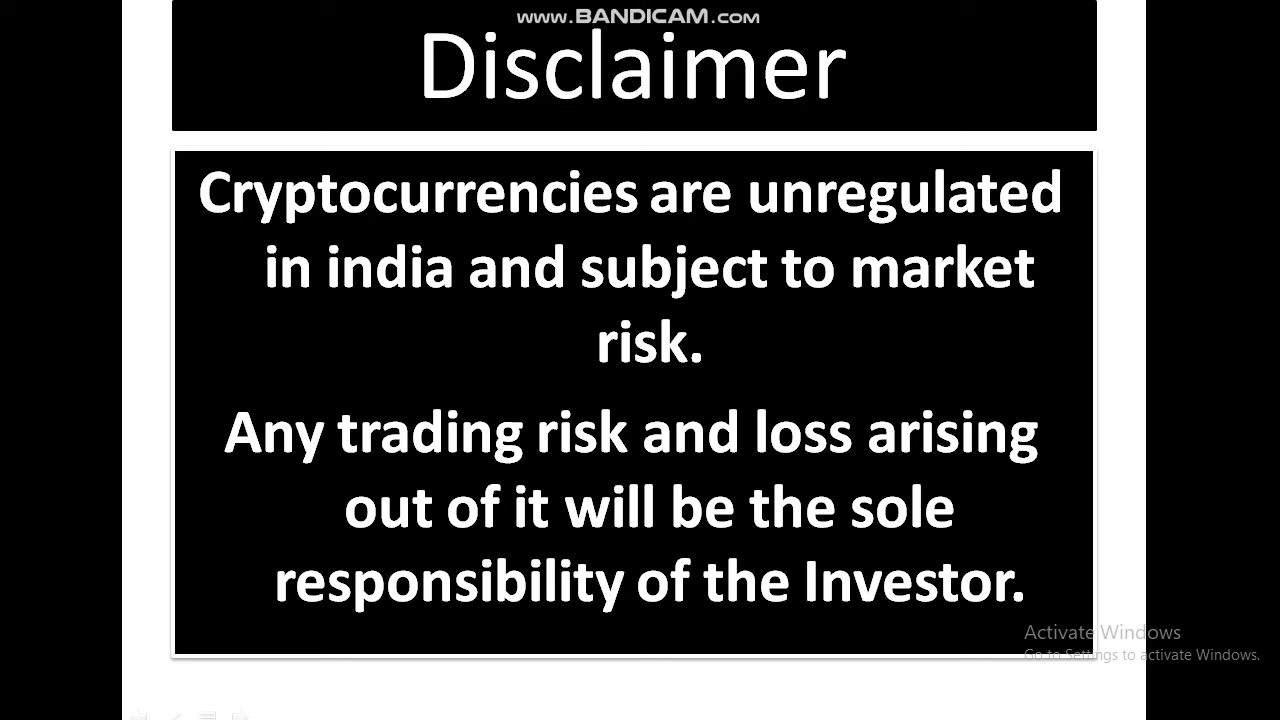 www.BANDICAM.com
Disclaimer
Cryptocurrencies are unregulated
in india and subject to market
risk.
Any trading risk and loss arising
out of it will be the sole
responsibility of the Investor.
Activate Windows
Go to Settings to activate Windows.